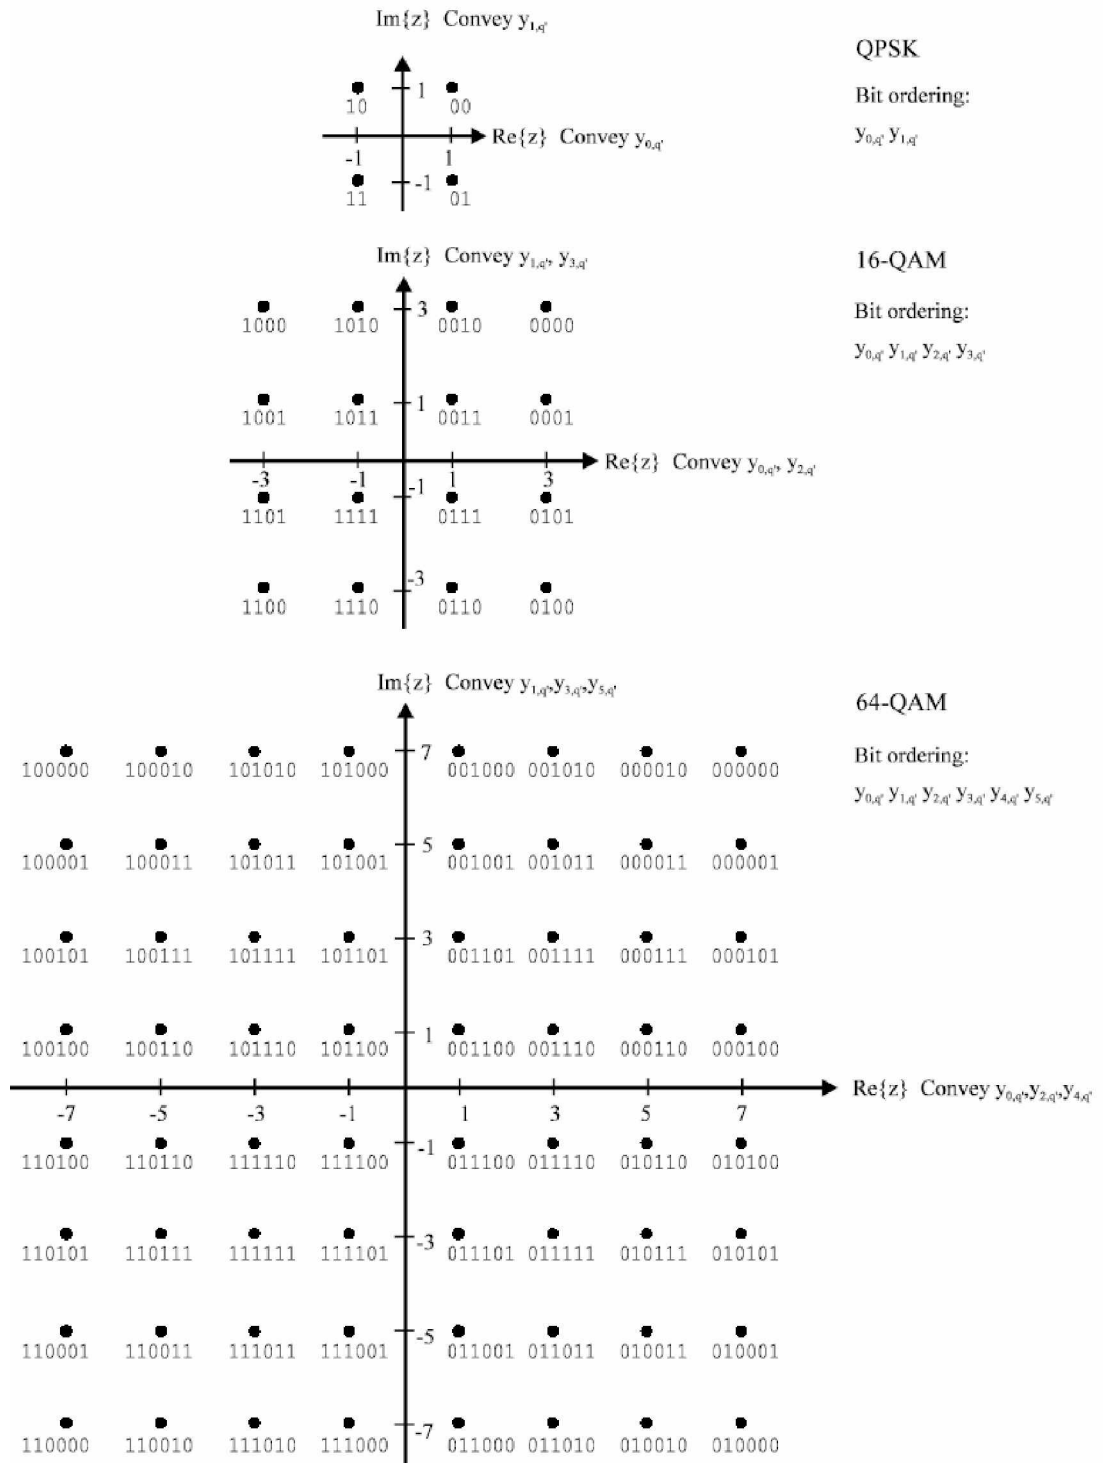 Im{z} Convey y1,q'
QPSK
Bit ordering:
y0,q' y1,q'
1
10 00
Re{z} Convey y0,q'
-1 1
-1
11 01
Im{z} Convey y1,q', y3,q'
16-QAM
Bit ordering:
y0,q' y1,q' y2,q' y3,q'
3
1000 1010 0010 0000
1
1001 1011 0011 0001
Re{z} Convey y0,q', y2,q'
-3 -1 1 3
-1
1101 1111 0111 0101
-3
1100 1110 0110 0100
Im{z} Convey y1,q',y3,q',y5,q'
64-QAM
Bit ordering:
y0,q' y1,q' y2,q' y3,q' y4,q' y5,q'
7
100000 100010 101010 101000 001000 001010 000010 000000
5
100001 100011 101011 101001 001001 001011 000011 000001
3
100101 100111 101111 101101 001101 001111 000111 000101
1
100100 100110 101110 101100 001100 001110 000110 000100
Re{z} Convey y0,q',y2,q',y4,q'
-7 -5 -3 -1 1 3 5 7
-1
110100 110110 111110 111100 011100 011110 010110 010100
-3
110101 110111 111111 111101 011101 011111 010111 010101
-5
110001 110011 111011 111001 011001 011011 010011 010001
-7
110000 110010 111010 111000 011000 011010 010010 010000